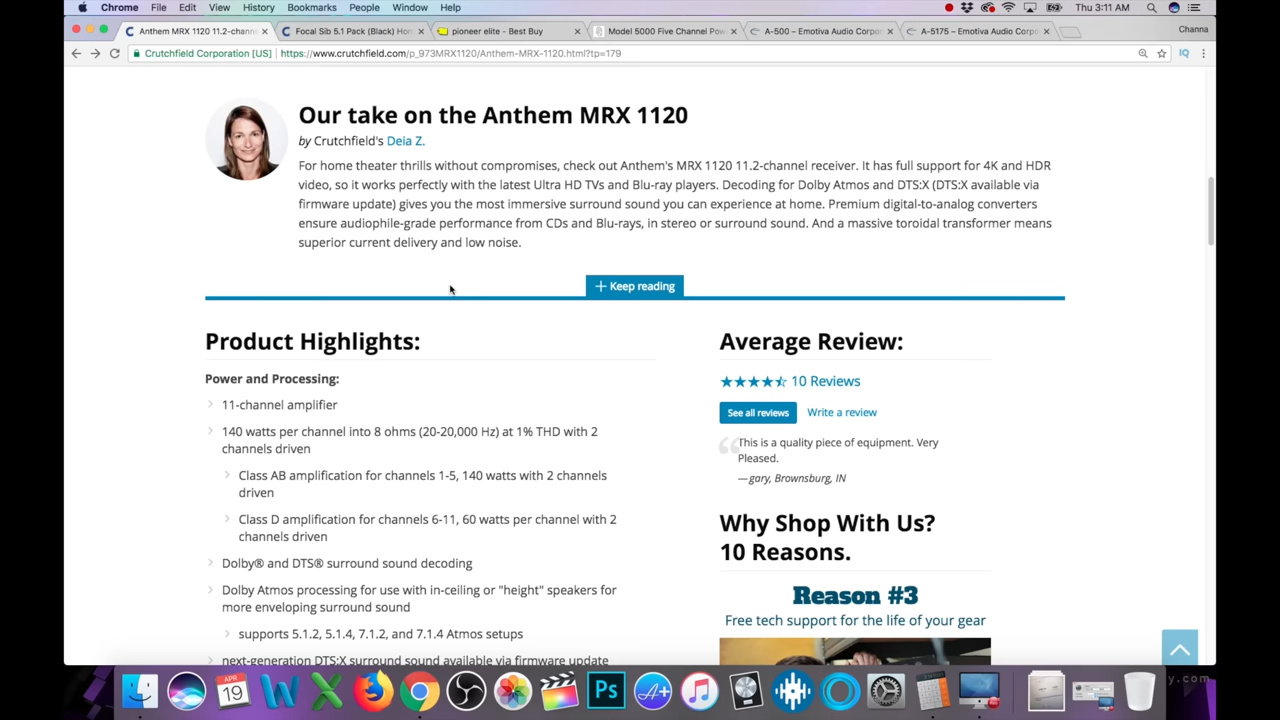 Chrome File Edit View History Bookmarks People Window Help Thu 3:11 AM
Anthem MRX 1120 11.2-chann Focal Sib 5.1 Pack (Black) Hom pioneer elite - Best Buy Model 5000 Five Channel Pow A-500 – Emotiva Audio Corpo A-5175 – Emotiva Audio Corpo Channa
Crutchfield Corporation [US] https://www.crutchfield.com/p_973MRX1120/Anthem-MRX-1120.html?tp=179 IQ
Our take on the Anthem MRX 1120
by Crutchfield's Deia Z.
For home theater thrills without compromises, check out Anthem's MRX 1120 11.2-channel receiver. It has full support for 4K and HDR
video, so it works perfectly with the latest Ultra HD TVs and Blu-ray players. Decoding for Dolby Atmos and DTS:X (DTS:X available via
firmware update) gives you the most immersive surround sound you can experience at home. Premium digital-to-analog converters
ensure audiophile-grade performance from CDs and Blu-rays, in stereo or surround sound. And a massive toroidal transformer means
superior current delivery and low noise.
Keep reading
Product Highlights:
Power and Processing:
11-channel amplifier
140 watts per channel into 8 ohms (20-20,000 Hz) at 1% THD with 2
channels driven
Class AB amplification for channels 1-5, 140 watts with 2 channels
driven
Class D amplification for channels 6-11, 60 watts per channel with 2
channels driven
Dolby® and DTS® surround sound decoding
Dolby Atmos processing for use with in-ceiling or "height" speakers for
more enveloping surround sound
supports 5.1.2, 5.1.4, 7.1.2, and 7.1.4 Atmos setups
next-generation DTS:X surround sound available via firmware update
Average Review:
10 Reviews
See all reviews Write a review
This is a quality piece of equipment. Very
Pleased.
— gary, Brownsburg, IN
Why Shop With Us?
10 Reasons.
Reason #3
Free tech support for the life of your gear
APR
19
Ps
y.com